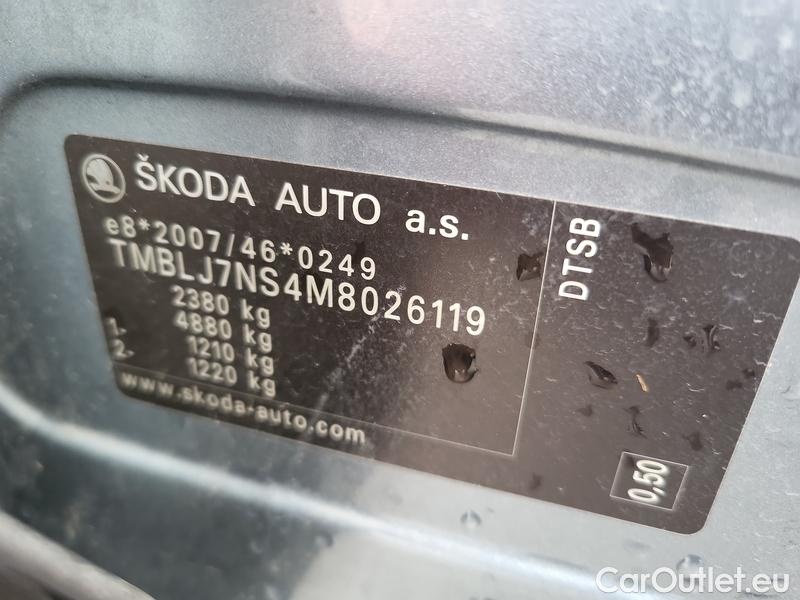 ŠKODA AUTO a.s.
e8*2007/46*0249
TMBLJ7NS4M8026119
2380 kg
4880 kg
1- 1210 kg
2- 1220 kg
www.skoda-auto.com
DTSB
0,50
CarOutlet.eu